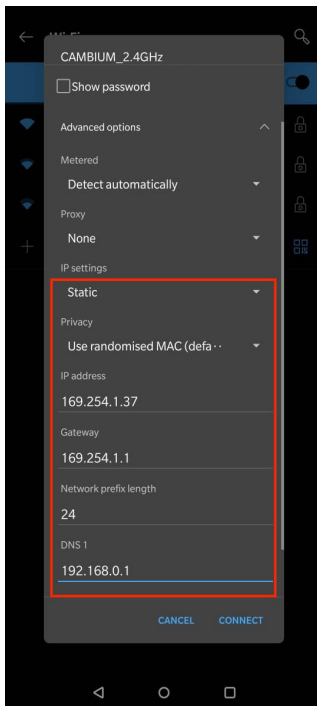 CAMBIUM_2.4GHz
Show password
Advanced options
Metered
Detect automatically
Proxy
None
IP settings
Static
Privacy
Use randomised MAC (defa··
IP address
169.254.1.37
Gateway
169.254.1.1
Network prefix length
24
DNS 1
192.168.0.1
CANCEL CONNECT